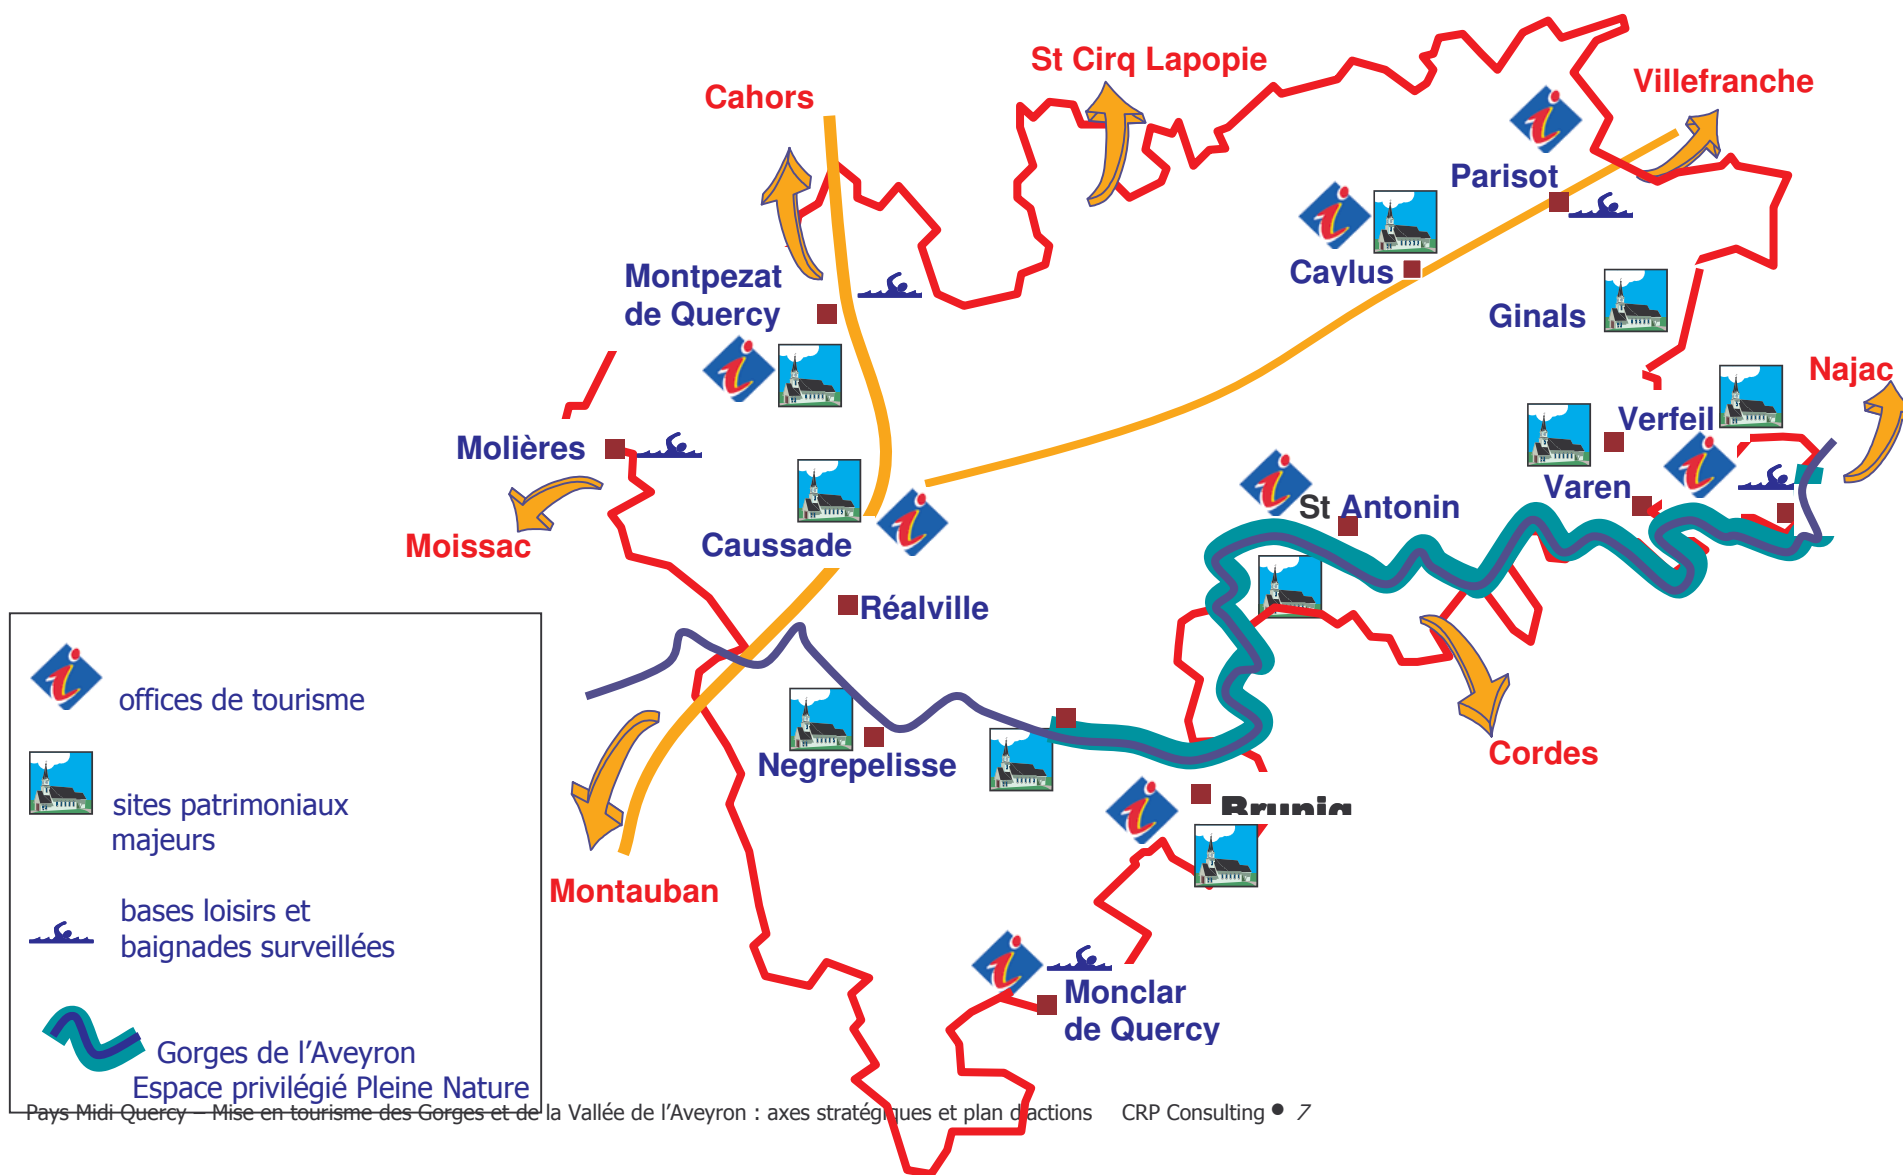 St Cirq Lapopie
Villefranche
Cahors
Parisot
Montpezat
de Quercy
Caylus
Ginals
Najac
Verfeil
Molières
Varen
St Antonin
Moissac
Caussade
Réalville
Negrepelisse
Cordes
Montauban
Monclar
de Quercy
offices de tourisme
sites patrimoniaux
majeurs
bases loisirs et
baignades surveillées
Gorges de l'Aveyron
Espace privilégié Pleine Nature
Pays Midi Quercy – Mise en tourisme des Gorges et de la Vallée de l'Aveyron : axes stratégiques et plan d'actions CRP Consulting • 7